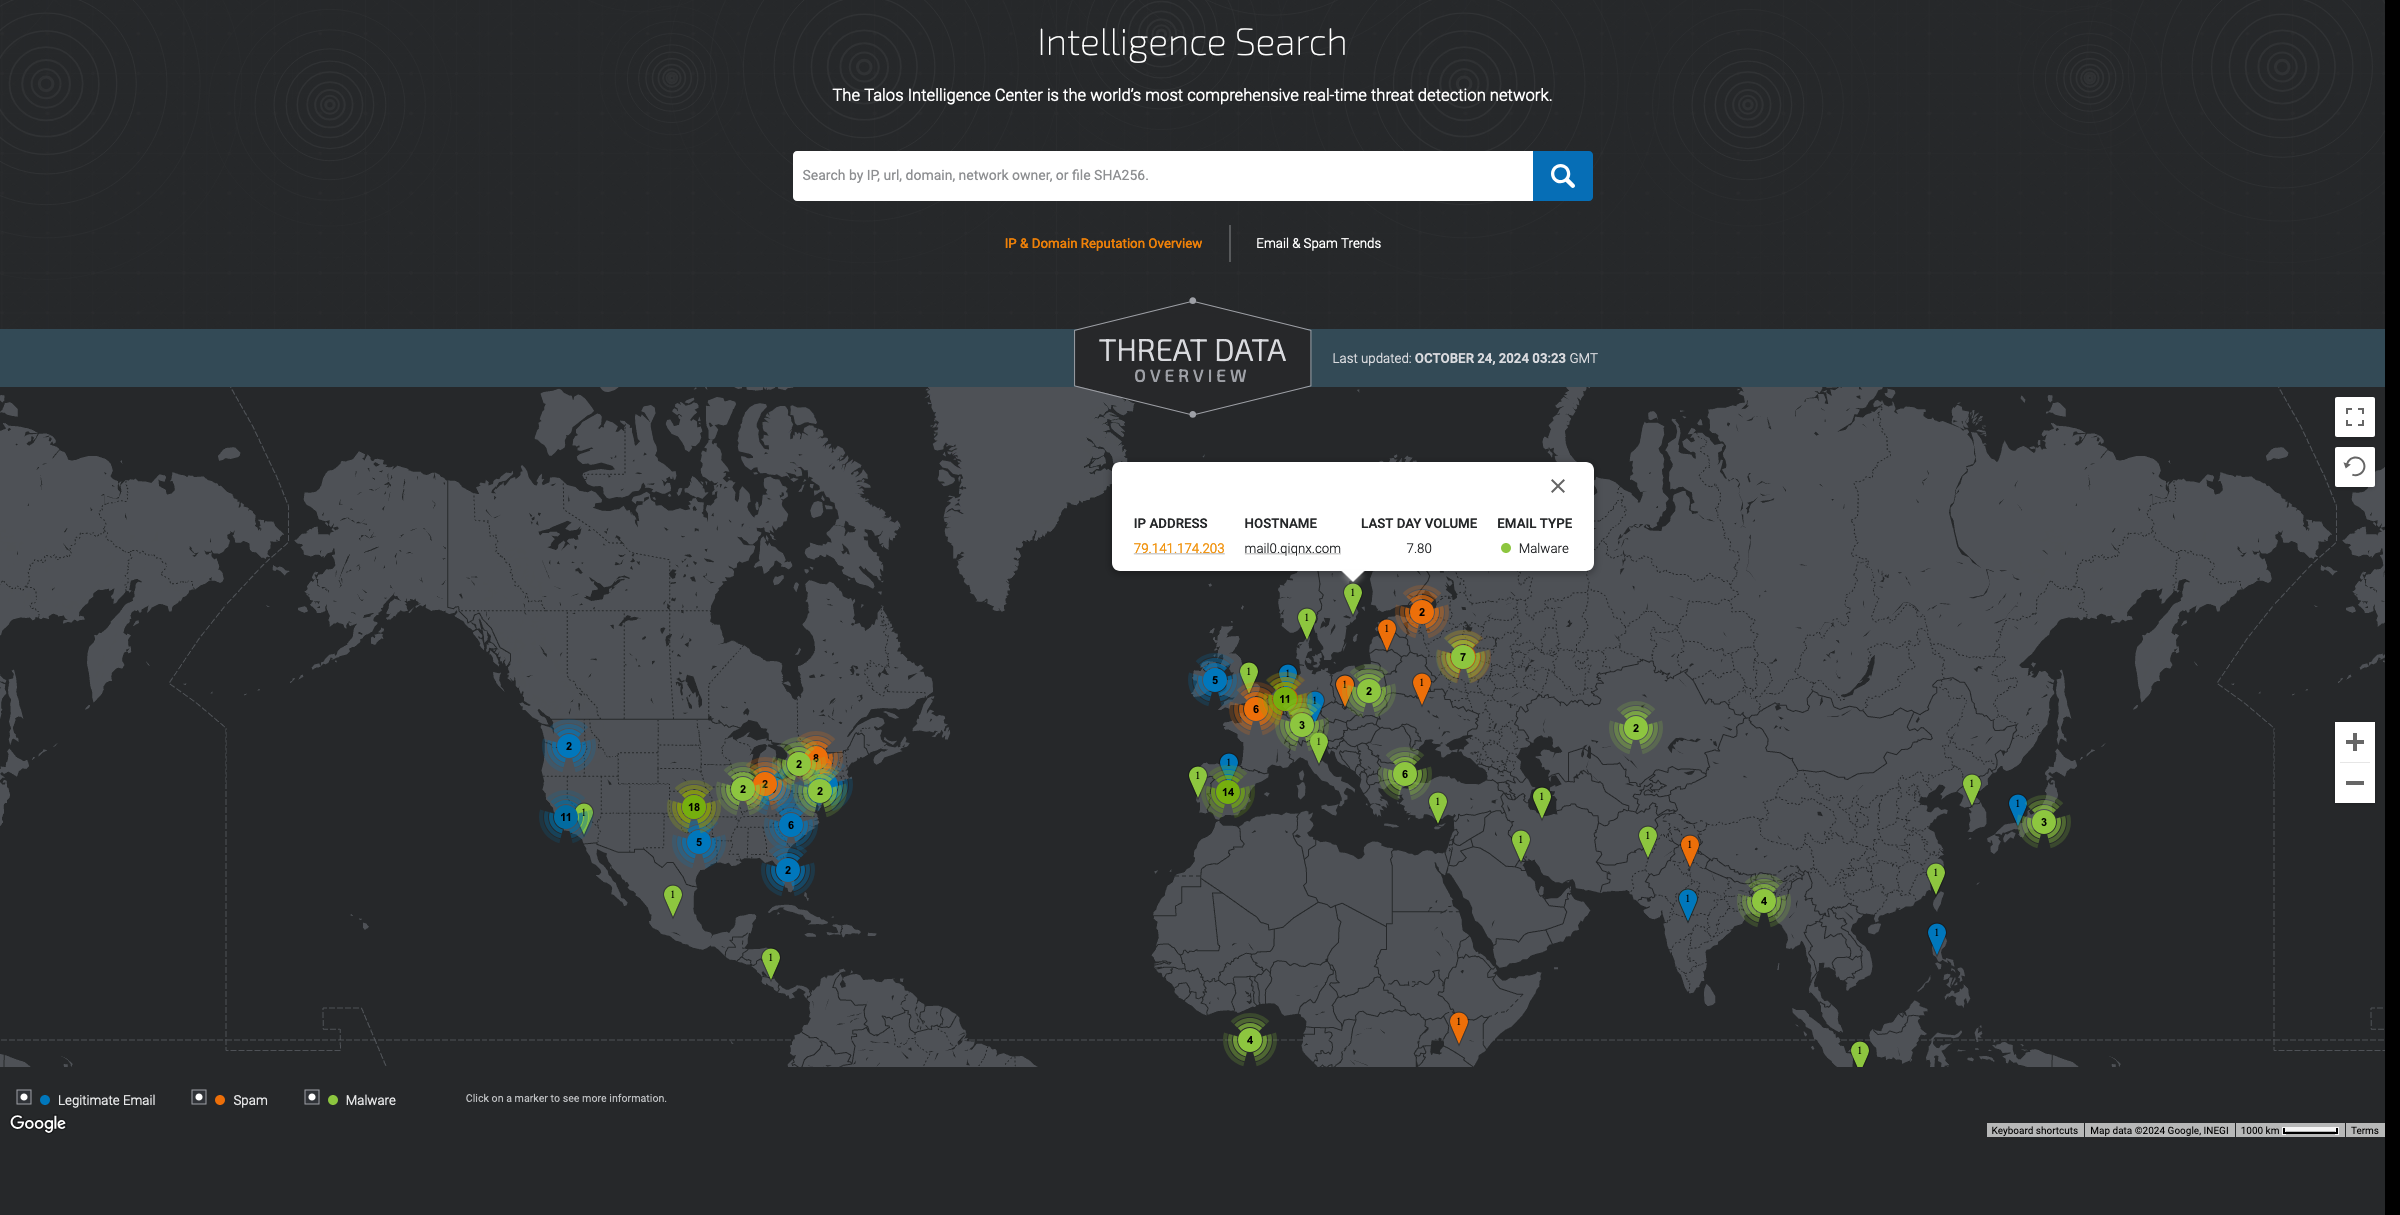 Intelligence Search
The Talos Intelligence Center is the world's most comprehensive real-time threat detection network.
Search by IP, url, domain, network owner, or file SHA256.
IP & Domain Reputation Overview
Email & Spam Trends
THREAT DATA
OVERVIEW
Last updated: OCTOBER 24, 2024 03:23 GMT
IP ADDRESS HOSTNAME LAST DAY VOLUME EMAIL TYPE
79.141.174.203 mail0.qiqnx.com 7.80 Malware
1
1
2
1
7
1
5
1
11
1
1
2
1
6
3
1
2
2
2
8
1
1
14
6
2
2
2
18
1
1
1
1
1
3
11
1
6
5
1
1
1
2
1
1
1
4
1
1
4
1
1
Legitimate Email
Spam
Malware
Click on a marker to see more information.
Google
Keyboard shortcuts
Map data ©2024 Google, INEGI
1000 km
Terms